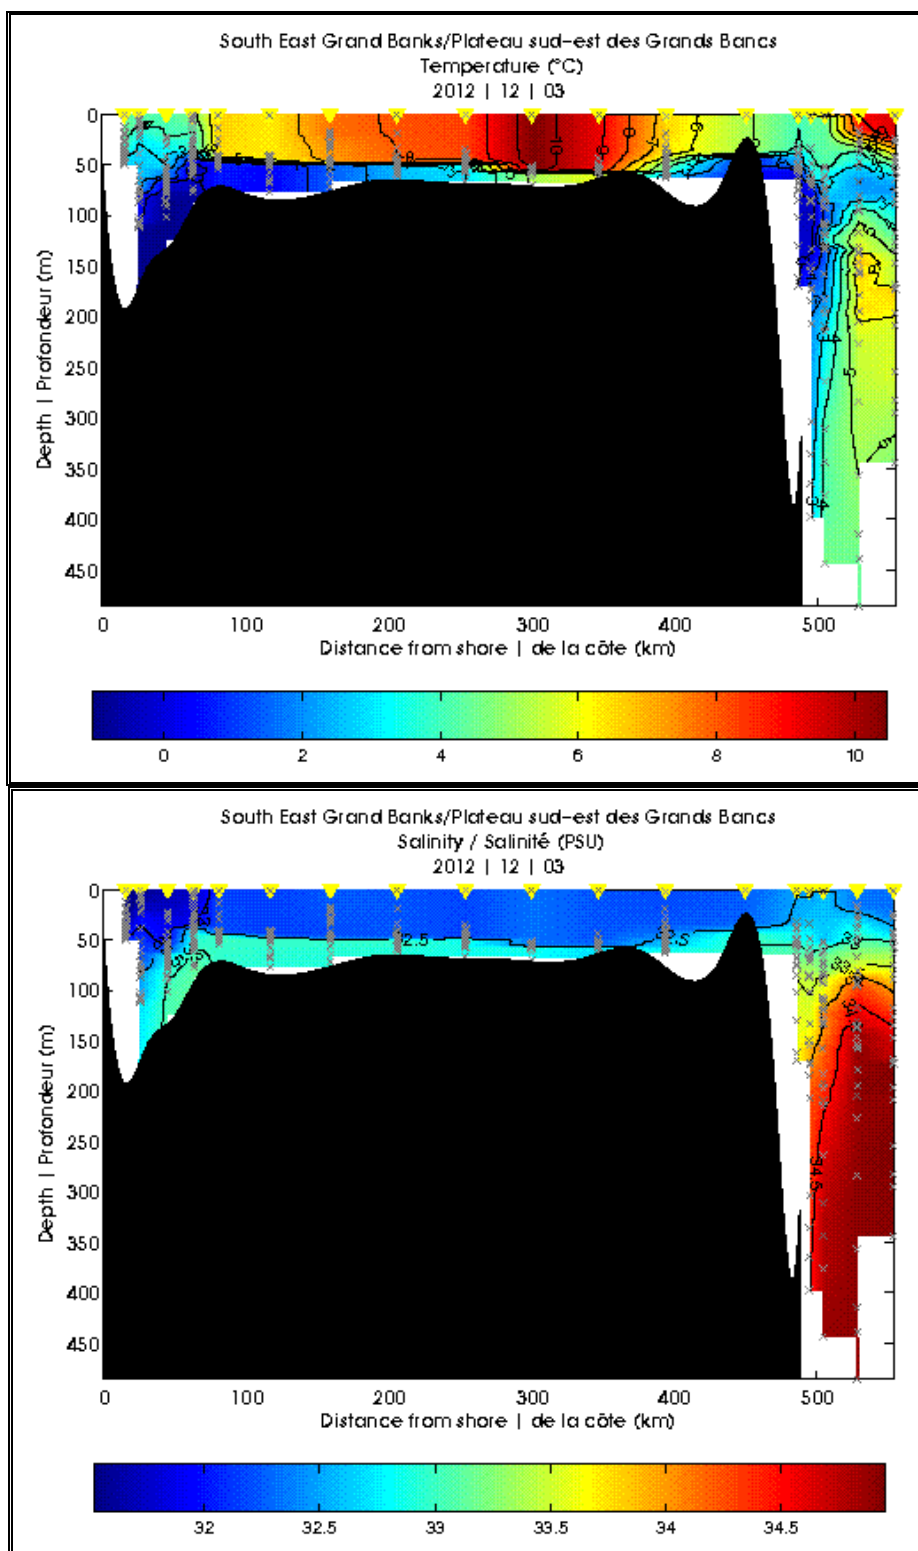 South East Grand Banks/Plateau sud-est des Grands Bancs
Temperature (°C)
2012 | 12 | 03
0
50
100
150
200
250
300
350
400
450
Depth | Profondeur (m)
0 100 200 300 400 500
Distance from shore | de la côte (km)
0 2 4 6 8 10
South East Grand Banks/Plateau sud-est des Grands Bancs
Salinity / Salinité (PSU)
2012 | 12 | 03
0
50
100
150
200
250
300
350
400
450
Depth | Profondeur (m)
34.5
0 100 200 300 400 500
Distance from shore | de la côte (km)
32 32.5 33 33.5 34 34.5